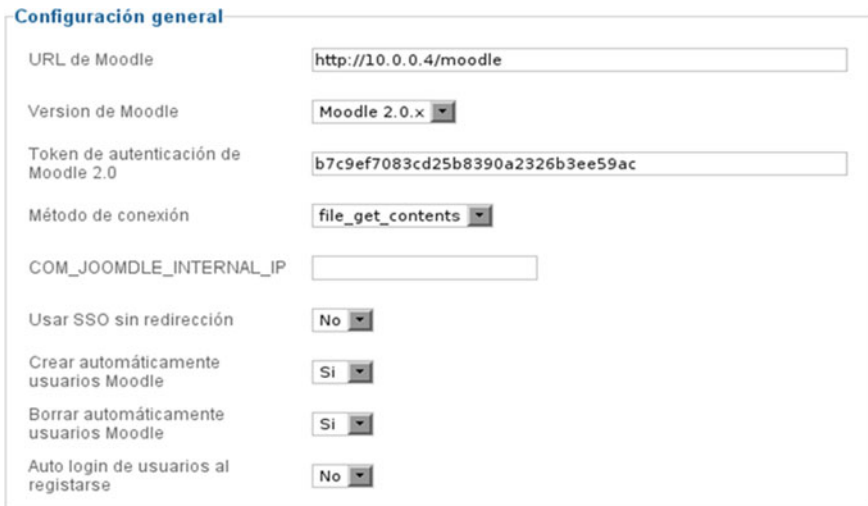 Configuración general
URL de Moodle
http://10.0.0.4/moodle
Version de Moodle
Moodle 2.0.x
Token de autenticación de
Moodle 2.0
b7c9ef7083cd25b8390a2326b3ee59ac
Método de conexión
file_get_contents
COM_JOOMDLE_INTERNAL_IP
Usar SSO sin redirección
No
Crear automáticamente
usuarios Moodle
Si
Borrar automáticamente
usuarios Moodle
Si
Auto login de usuarios al
registarse
No